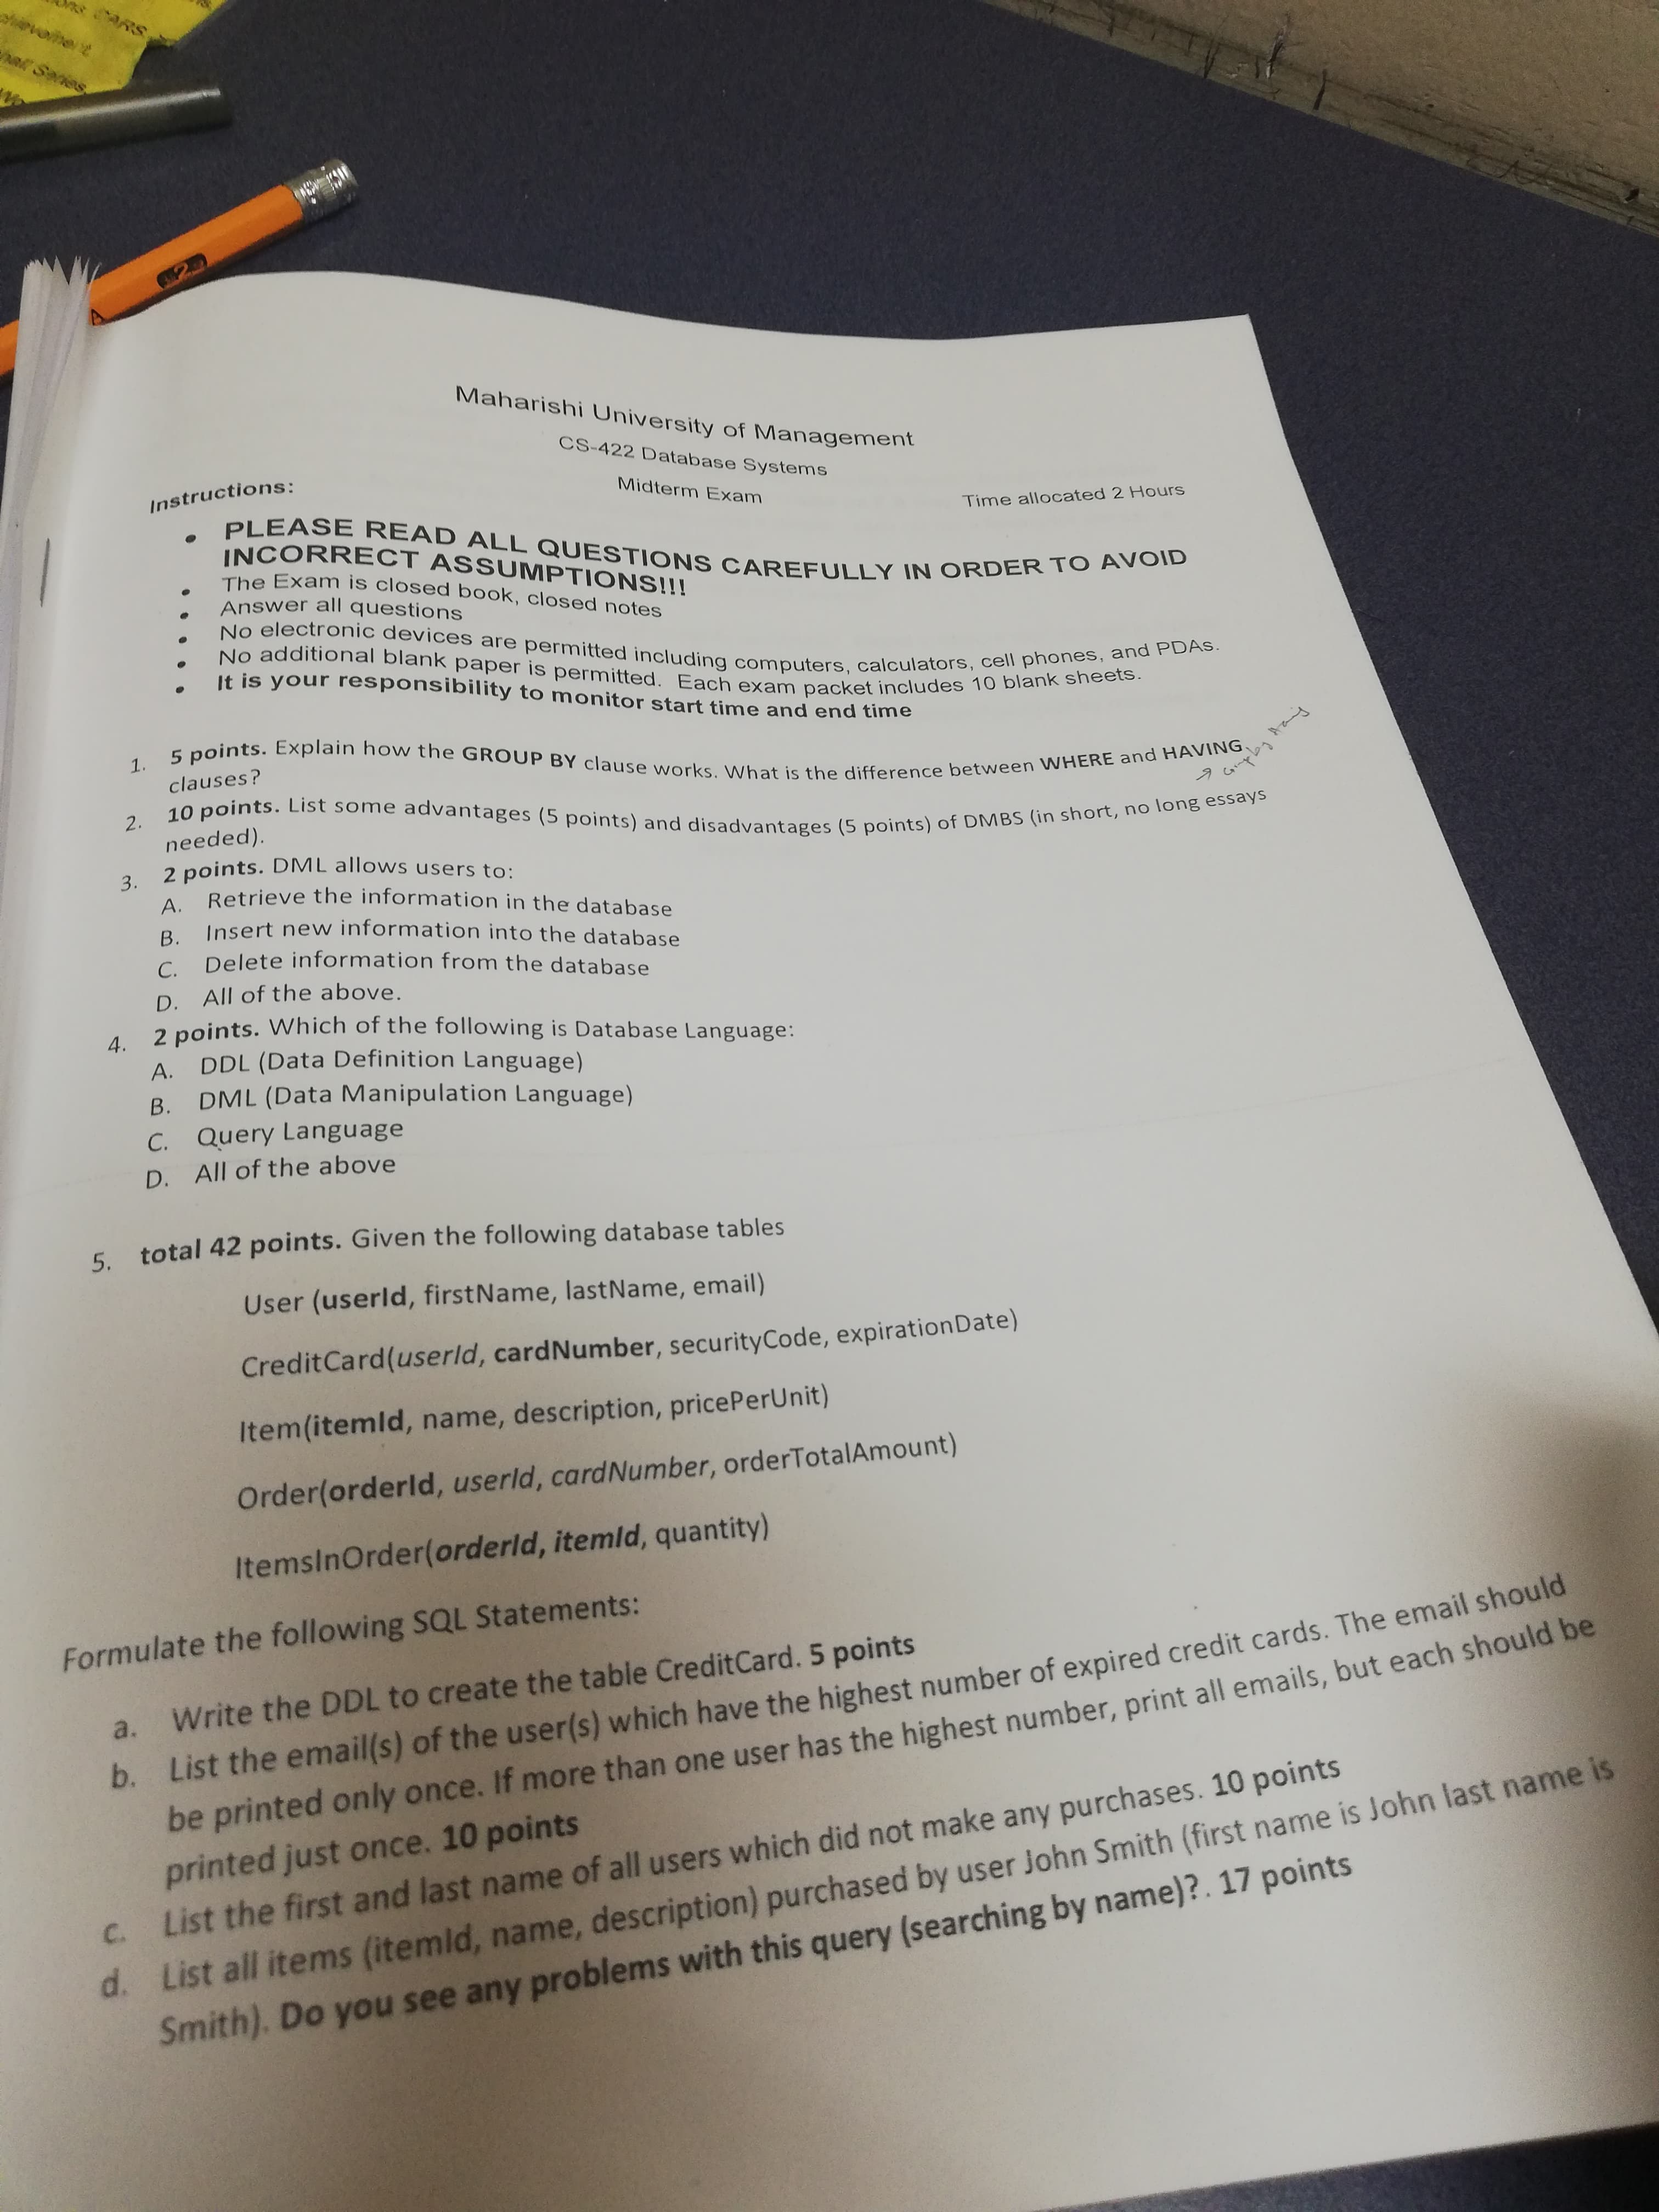 CARS
2
Maharishi University of Management
CS-422 Database Systems
Midterm Exam
Time allocated 2 Hours
Instructions:
• PLEASE READ ALL QUESTIONS CAREFULLY IN ORDER TO AVOID
INCORRECT ASSUMPTIONS!!!
• The Exam is closed book, closed notes
• Answer all questions
• No electronic devices are permitted including computers, calculators, cell phones, and PDAs.
• No additional blank paper is permitted. Each exam packet includes 10 blank sheets.
• It is your responsibility to monitor start time and end time
1. 5 points. Explain how the GROUP BY clause works. What is the difference between WHERE and HAVING
clauses?
2. 10 points. List some advantages (5 points) and disadvantages (5 points) of DMBS (in short, no long essays
needed).
3. 2 points. DML allows users to:
A. Retrieve the information in the database
B. Insert new information into the database
C. Delete information from the database
D. All of the above.
4. 2 points. Which of the following is Database Language:
A. DDL (Data Definition Language)
B. DML (Data Manipulation Language)
C. Query Language
D. All of the above
5. total 42 points. Given the following database tables
User (userId, firstName, lastName, email)
CreditCard(userId, cardNumber, securityCode, expirationDate)
Item(itemId, name, description, pricePerUnit)
Order(orderId, userId, cardNumber, orderTotalAmount)
ItemsInOrder(orderId, itemId, quantity)
Formulate the following SQL Statements:
a. Write the DDL to create the table CreditCard. 5 points
b. List the email(s) of the user(s) which have the highest number of expired credit cards. The email should
be printed only once. If more than one user has the highest number, print all emails, but each should be
printed just once. 10 points
c. List the first and last name of all users which did not make any purchases. 10 points
d. List all items (itemId, name, description) purchased by user John Smith (first name is John last name is
Smith). Do you see any problems with this query (searching by name)?. 17 points